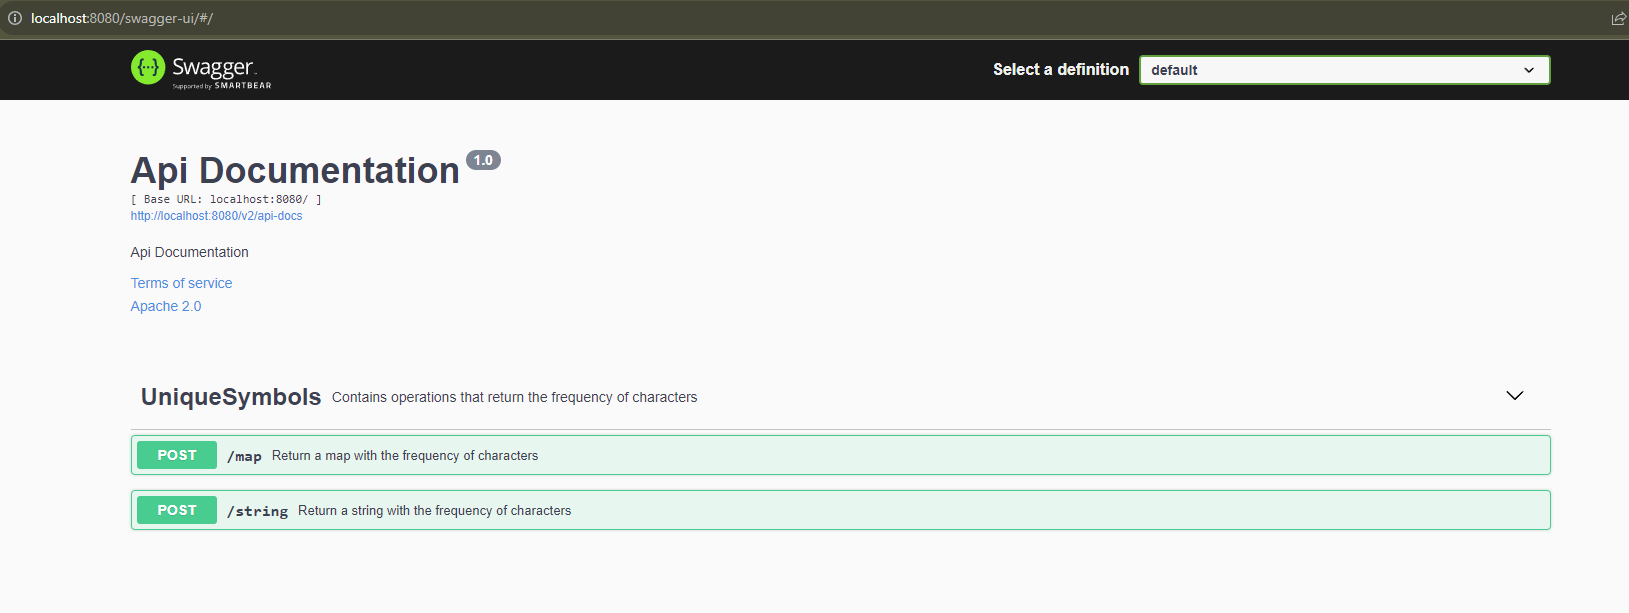 localhost:8080/swagger-ui/#/
{···} Swagger™
Supported by SMARTBEAR
Select a definition
default
Api Documentation 1.0
[ Base URL: localhost:8080/ ]
http://localhost:8080/v2/api-docs
Api Documentation
Terms of service
Apache 2.0
UniqueSymbols Contains operations that return the frequency of characters
POST /map Return a map with the frequency of characters
POST /string Return a string with the frequency of characters